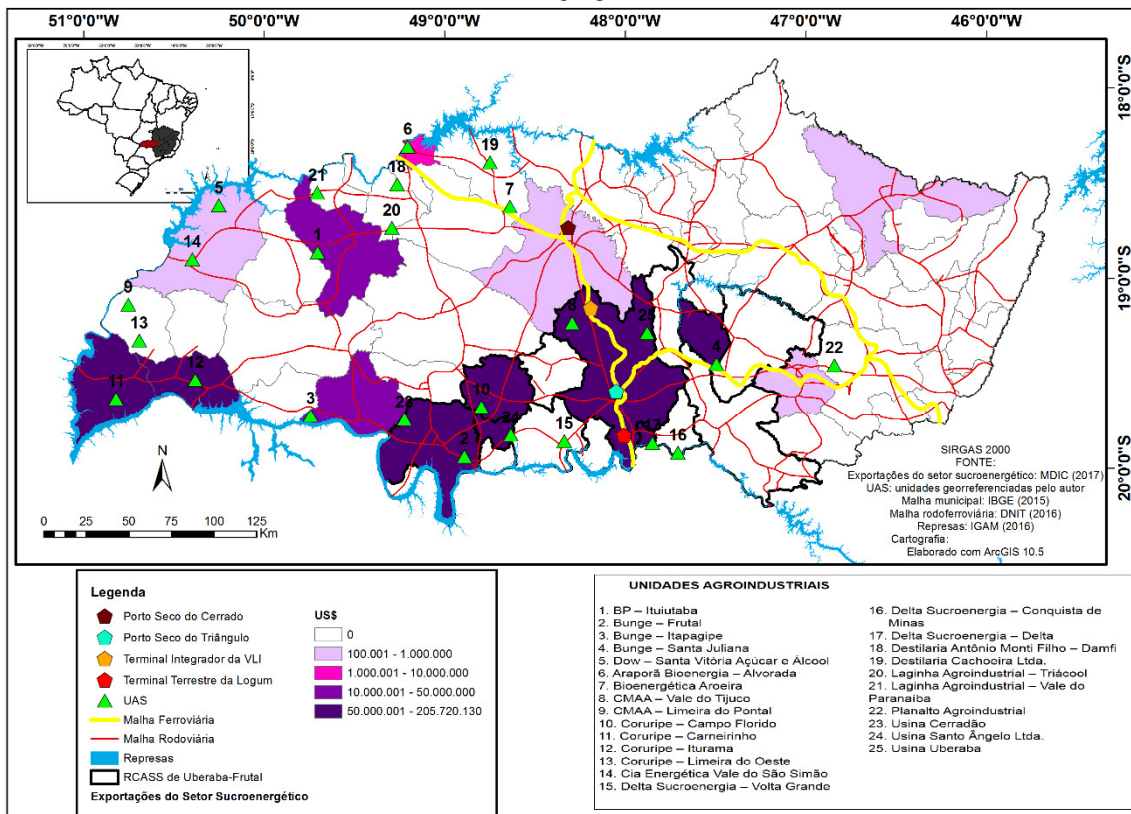 51°0'0"W 50°0'0"W 49°0'0"W 48°0'0"W 47°0'0"W 46°0'0"W
18°0'0"S
19°0'0"S
20°0'0"S
6
19
5
18
21
7
20
1
14
9
8
25
13
4
22
12
11
10
3
2
15
17
16
N
0 25 50 75 100 125
Km
SIRGAS 2000
FONTE:
Exportações do setor sucroenergético: MDIC (2017)
UAS: unidades georreferenciadas pelo autor
Malha municipal: IBGE (2015)
Malha rodoferroviária: DNIT (2016)
Represas: IGAM (2016)
Cartografia:
Elaborado com ArcGIS 10.5
Legenda
Porto Seco do Cerrado
Porto Seco do Triângulo
Terminal Integrador da VLI
Terminal Terrestre da Logum
UAS
Malha Ferroviária
Malha Rodoviária
Represas
RCASS de Uberaba-Frutal
Exportações do Setor Sucroenergético
US$
0
100.001 - 1.000.000
1.000.001 - 10.000.000
10.000.001 - 50.000.000
50.000.001 - 205.720.130
UNIDADES AGROINDUSTRIAIS
1. BP – Ituiutaba
2. Bunge – Frutal
3. Bunge – Itapagipe
4. Bunge – Santa Juliana
5. Dow – Santa Vitória Açúcar e Álcool
6. Araporã Bioenergia – Alvorada
7. Bioenergética Aroeira
8. CMAA – Vale do Tijuco
9. CMAA – Limeira do Pontal
10. Coruripe – Campo Florido
11. Coruripe – Carneirinho
12. Coruripe – Iturama
13. Coruripe – Limeira do Oeste
14. Cia Energética Vale do São Simão
15. Delta Sucroenergia – Volta Grande
16. Delta Sucroenergia – Conquista de
Minas
17. Delta Sucroenergia – Delta
18. Destilaria Antônio Monti Filho – Damfi
19. Destilaria Cachoeira Ltda.
20. Laginha Agroindustrial – Triácool
21. Laginha Agroindustrial – Vale do
Paranaíba
22. Planalto Agroindustrial
23. Usina Cerradão
24. Usina Santo Ângelo Ltda.
25. Usina Uberaba